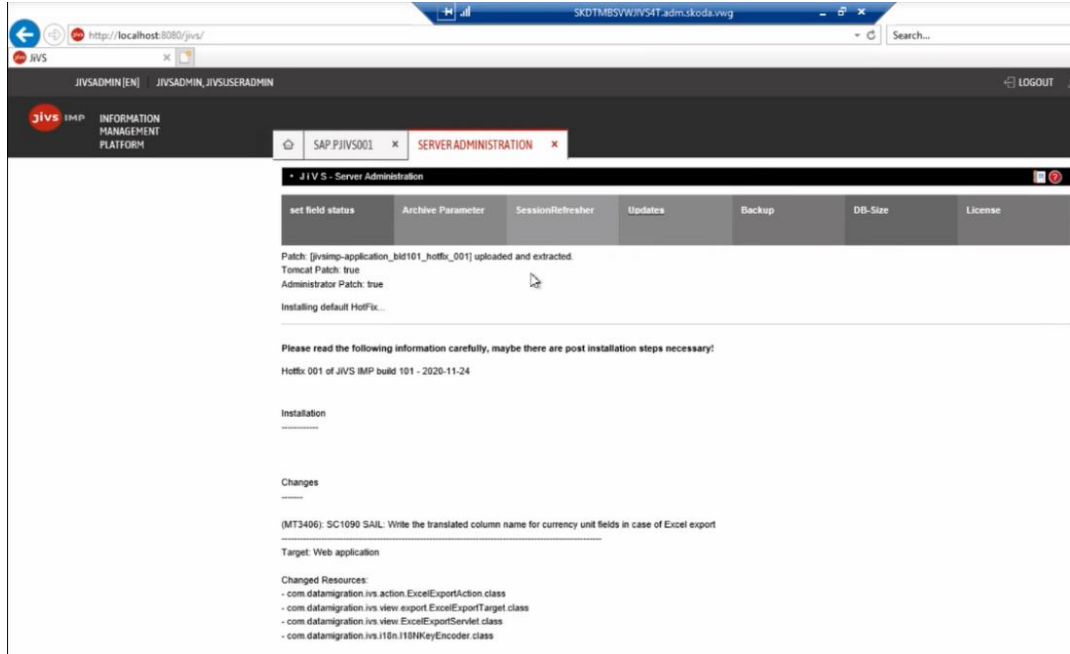 SKDTMBSVWJIVS4T.adm.skoda.vwg
http://localhost:8080/jivs/
Search...
JiVS
JIVSADMIN [EN] JIVSADMIN, JIVSUSERADMIN
LOGOUT
jivs IMP INFORMATION
MANAGEMENT
PLATFORM
SAP.PJIVS001
SERVER ADMINISTRATION
• J i V S - Server Administration
set field status Archive Parameter SessionRefresher Updates Backup DB-Size License
Patch: [jivsimp-application_bld101_hotfix_001] uploaded and extracted.
Tomcat Patch: true
Administrator Patch: true
Installing default HotFix...
Please read the following information carefully, maybe there are post installation steps necessary!
Hotfix 001 of JiVS IMP build 101 - 2020-11-24
Installation
------------
Changes
-------
(MT3406): SC1090 SAIL: Write the translated column name for currency unit fields in case of Excel export
Target: Web application
Changed Resources:
- com.datamigration.ivs.action.ExcelExportAction.class
- com.datamigration.ivs.view.export.ExcelExportTarget.class
- com.datamigration.ivs.view.ExcelExportServlet.class
- com.datamigration.ivs.i18n.I18NKeyEncoder.class